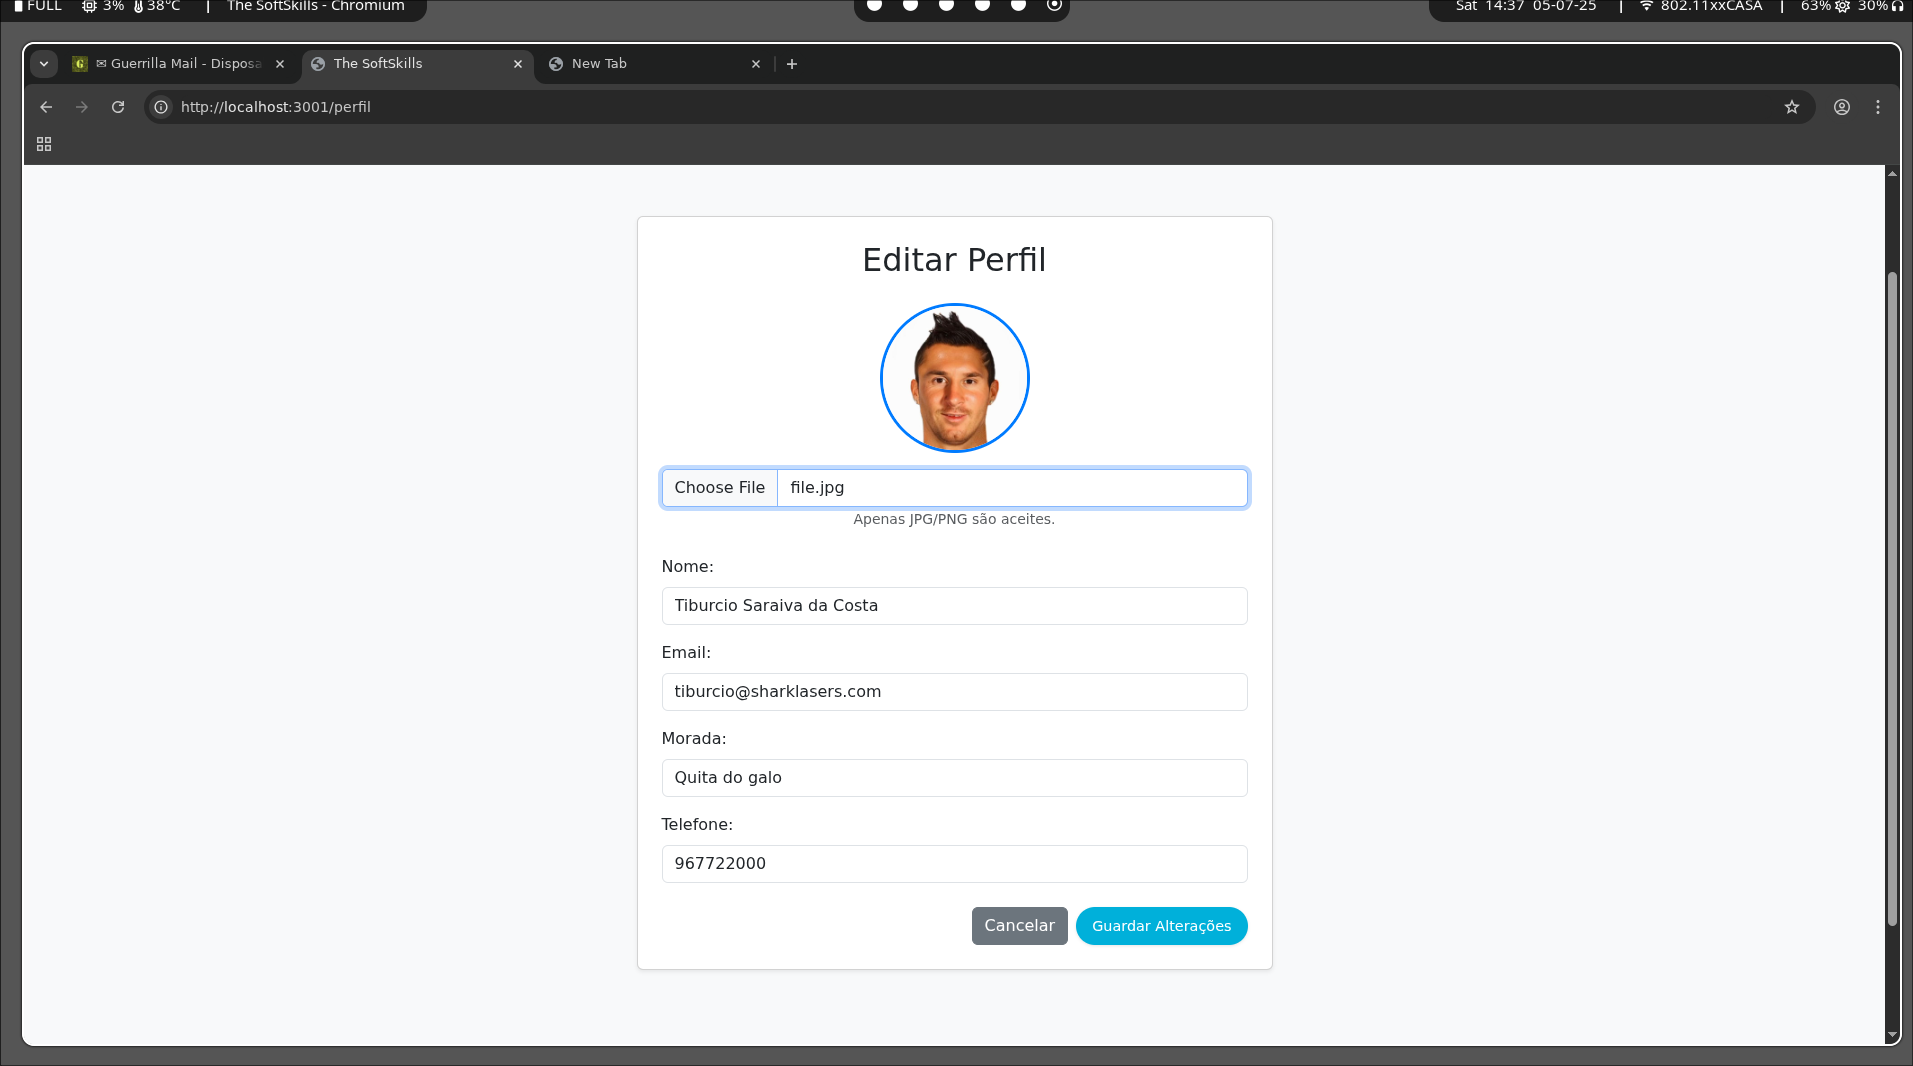 FULL 3% 38°C | The SoftSkills - Chromium
Sat 14:37 05-07-25 | 802.11xxCASA | 63% 30%
Guerrilla Mail - Disposa
The SoftSkills
New Tab
http://localhost:3001/perfil
Editar Perfil
Choose File file.jpg
Apenas JPG/PNG são aceites.
Nome:
Tiburcio Saraiva da Costa
Email:
tiburcio@sharklasers.com
Morada:
Quita do galo
Telefone:
967722000
Cancelar Guardar Alterações